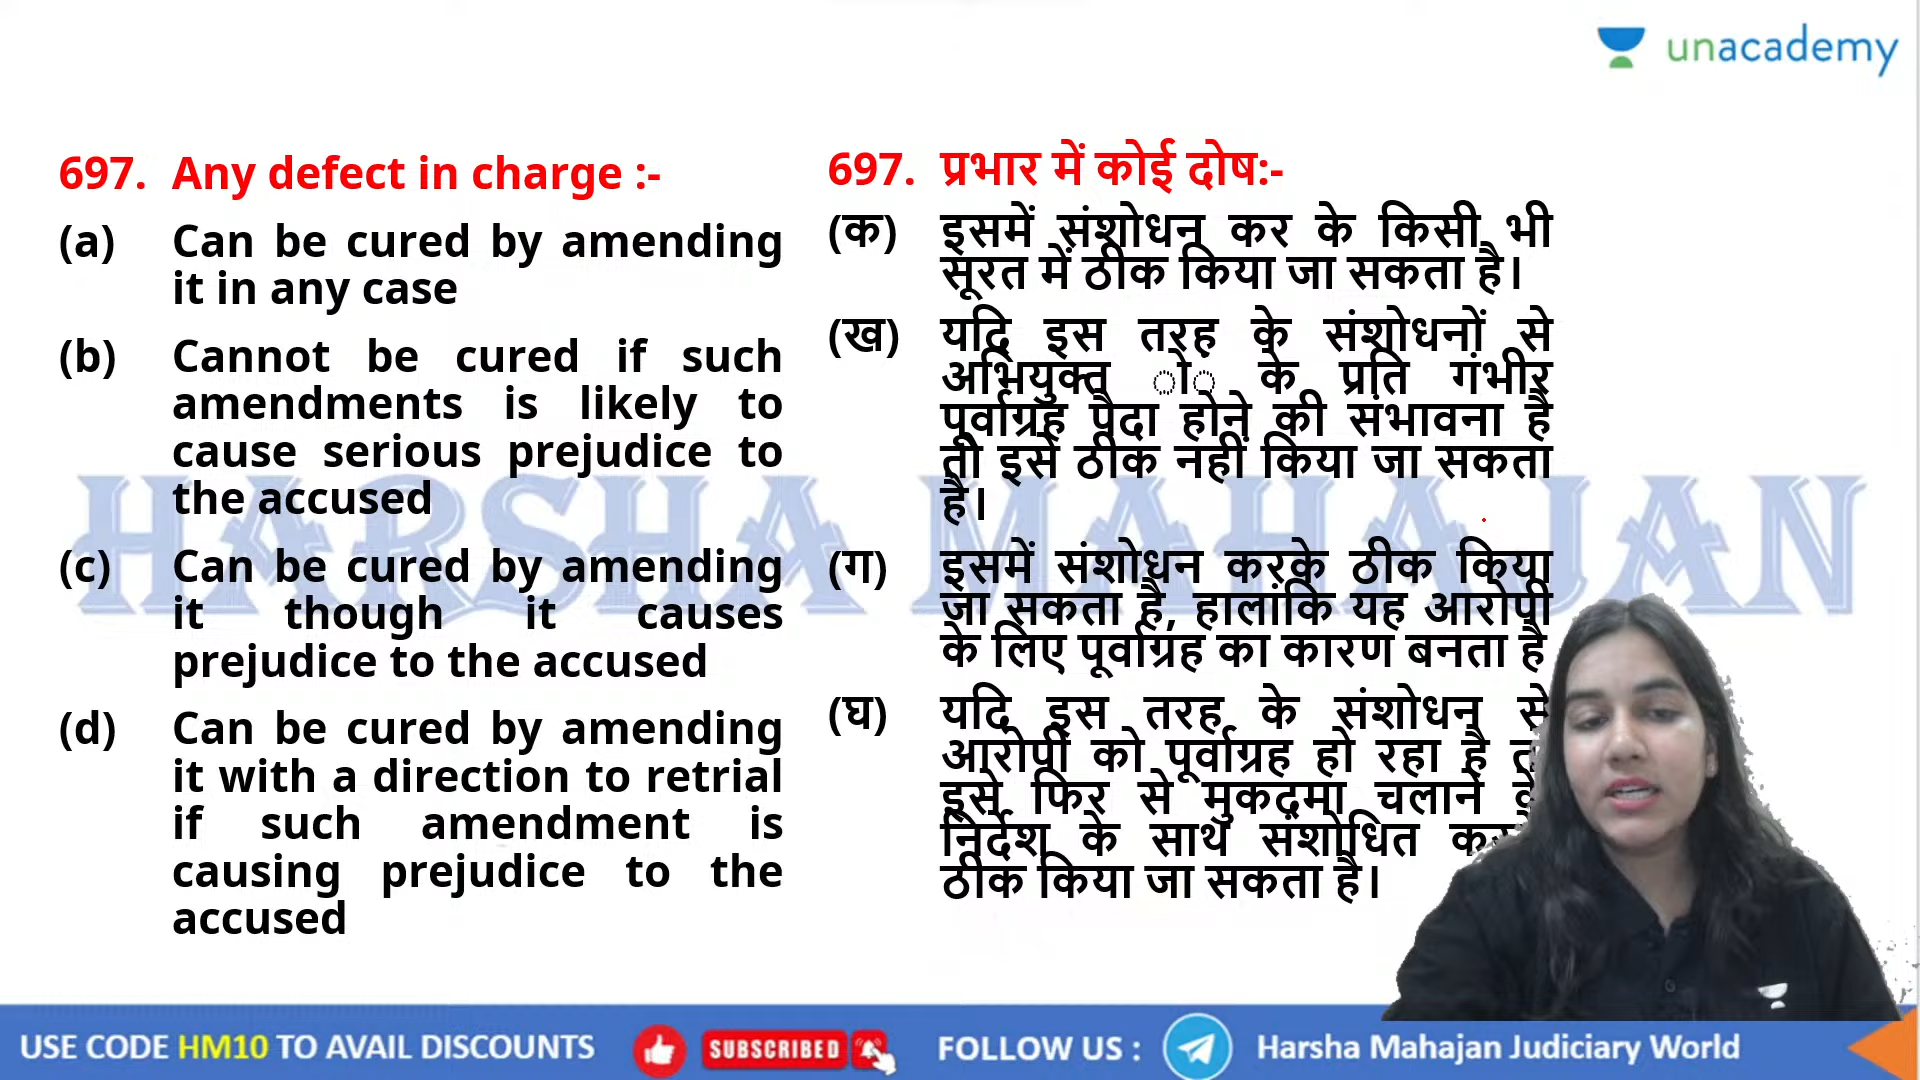 unacademy
697. Any defect in charge :-
(a) Can be cured by amending
it in any case
(b) Cannot be cured if such
amendments is likely to
cause serious prejudice to
the accused
(c) Can be cured by amending
it though it causes
prejudice to the accused
(d) Can be cured by amending
it with a direction to retrial
if such amendment is
causing prejudice to the
accused
697. प्रभार में कोई दोष:-
(क) इसमें संशोधन कर के किसी भी
सूरत में ठीक किया जा सकता है।
(ख) यदि इस तरह के संशोधनों से
अभियुक्त ों के प्रति गंभीर
पूर्वाग्रह पैदा होने की संभावना है
तो इसे ठीक नहीं किया जा सकता
है।
(ग) इसमें संशोधन करके ठीक किया
जा सकता है, हालांकि यह आरोपी
के लिए पूर्वाग्रह का कारण बनता है
(घ) यदि इस तरह के संशोधन से
आरोपी को पूर्वाग्रह हो रहा है
इसे फिर से मुकदमा चलाने
निर्देश के साथ संशोधित
ठीक किया जा सकता है।
HARSHA MAHAJAN
USE CODE HM10 TO AVAIL DISCOUNTS
SUBSCRIBED
FOLLOW US :
Harsha Mahajan Judiciary World